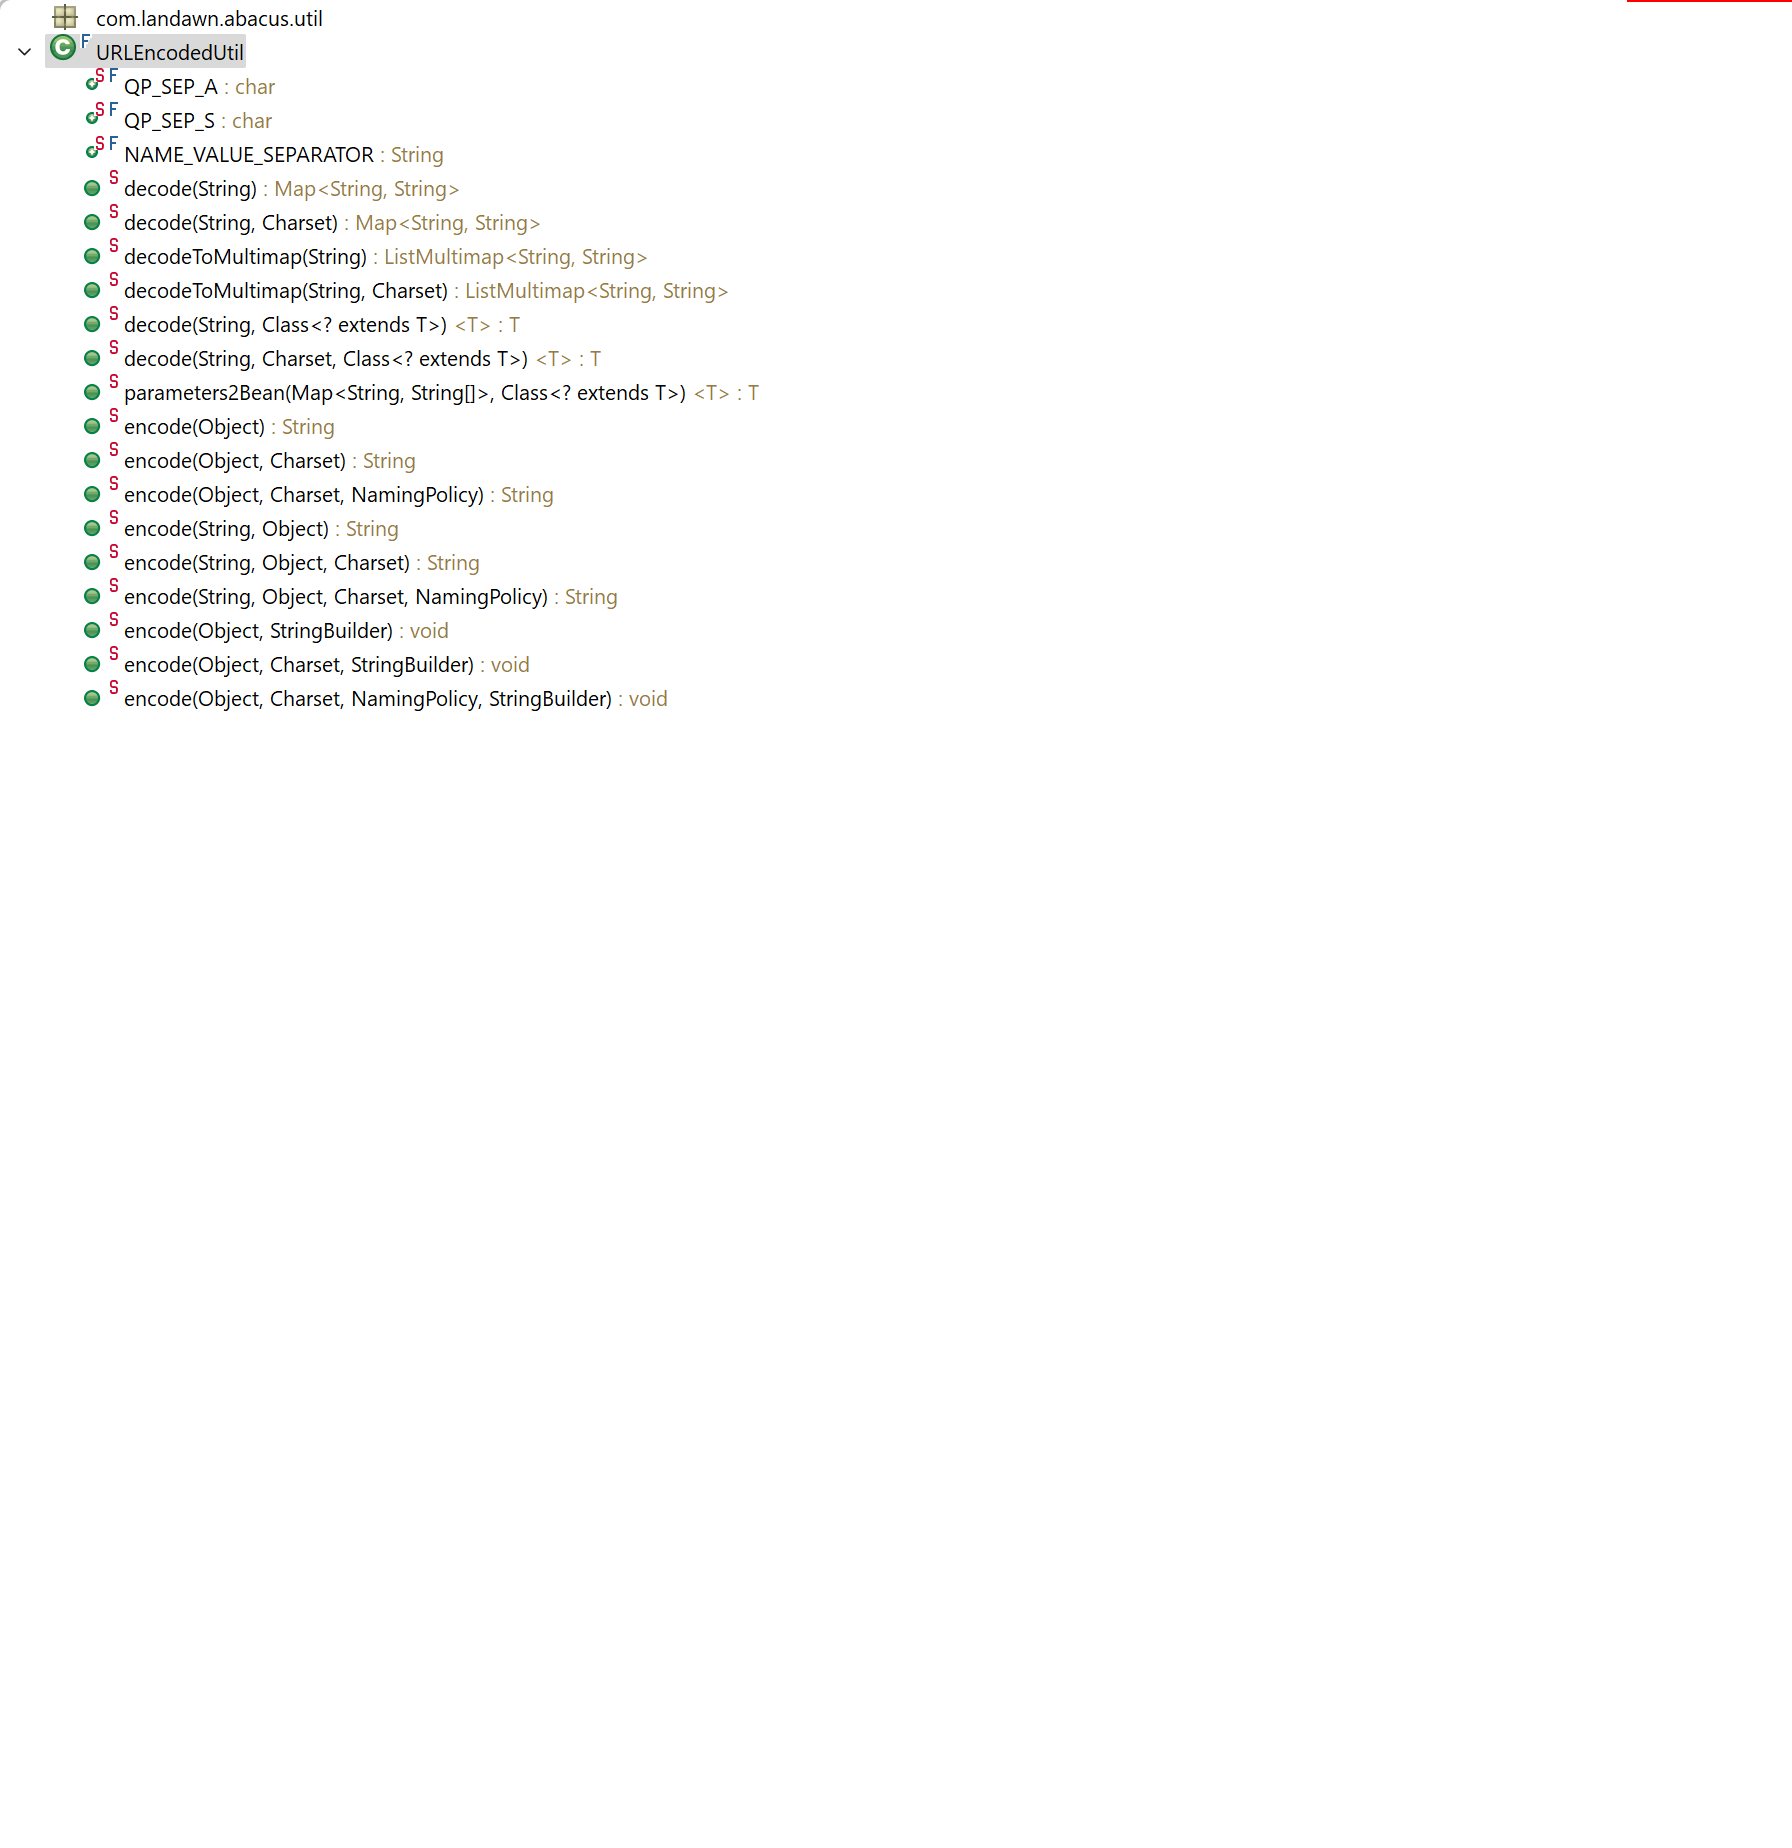 com.landawn.abacus.util
C F URLEncodedUtil
S F QP_SEP_A : char
S F QP_SEP_S : char
S F NAME_VALUE_SEPARATOR : String
S decode(String) : Map<String, String>
S decode(String, Charset) : Map<String, String>
S decodeToMultimap(String) : ListMultimap<String, String>
S decodeToMultimap(String, Charset) : ListMultimap<String, String>
S decode(String, Class<? extends T>) <T> : T
S decode(String, Charset, Class<? extends T>) <T> : T
S parameters2Bean(Map<String, String[]>, Class<? extends T>) <T> : T
S encode(Object) : String
S encode(Object, Charset) : String
S encode(Object, Charset, NamingPolicy) : String
S encode(String, Object) : String
S encode(String, Object, Charset) : String
S encode(String, Object, Charset, NamingPolicy) : String
S encode(Object, StringBuilder) : void
S encode(Object, Charset, StringBuilder) : void
S encode(Object, Charset, NamingPolicy, StringBuilder) : void